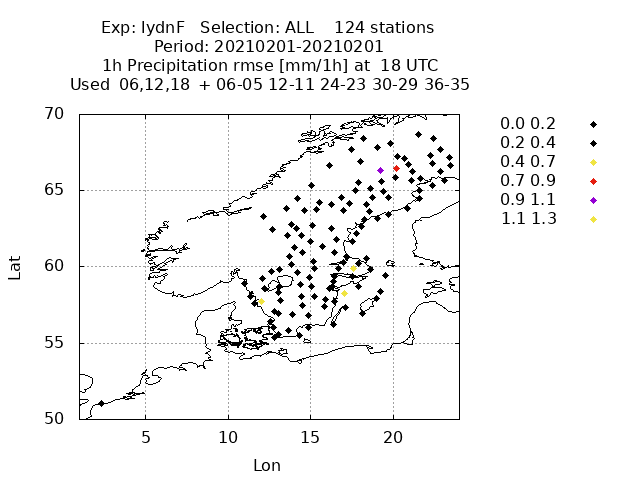 Exp: IydnF Selection: ALL 124 stations
Period: 20210201-20210201
1h Precipitation rmse [mm/1h] at 18 UTC
Used 06,12,18 + 06-05 12-11 24-23 30-29 36-35
70
65
60
55
50
5 10 15 20
Lat
Lon
0.0 0.2
0.2 0.4
0.4 0.7
0.7 0.9
0.9 1.1
1.1 1.3